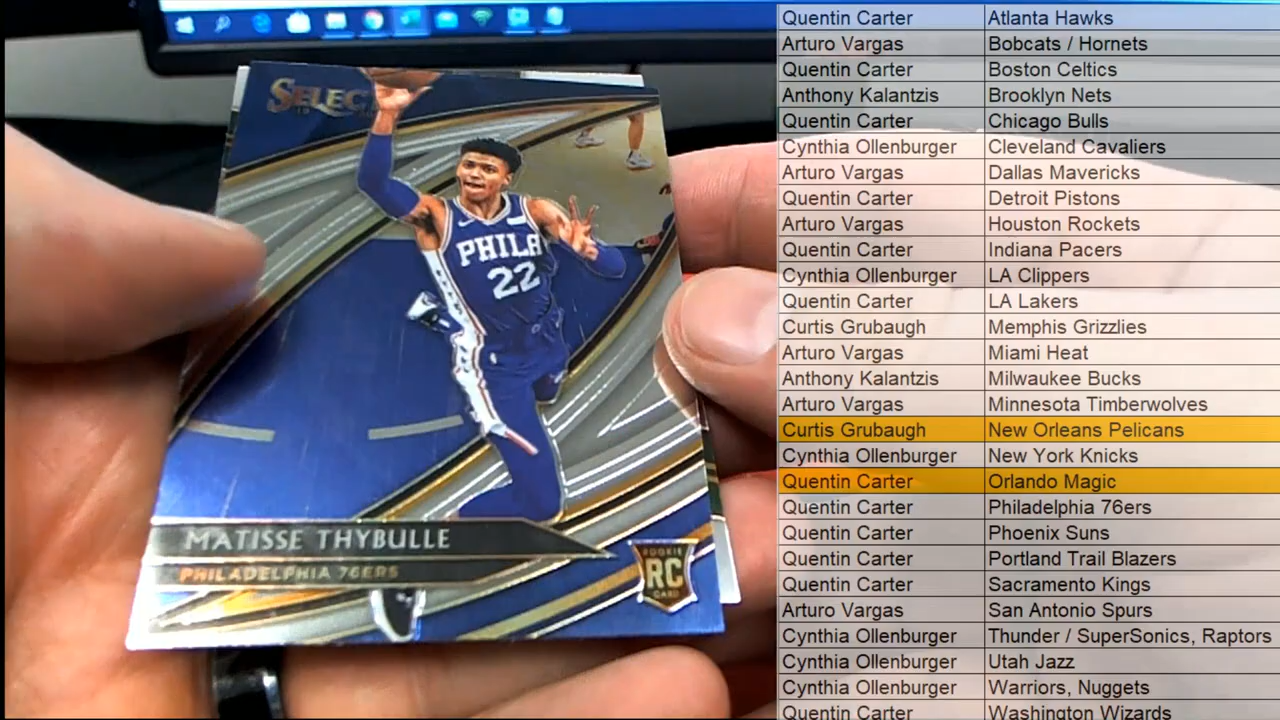 SELECT
PHILA
22
MATISSE THYBULLE
PHILADELPHIA 76ERS
ROOKIE
RC
CARD
Quentin Carter Atlanta Hawks
Arturo Vargas Bobcats / Hornets
Quentin Carter Boston Celtics
Anthony Kalantzis Brooklyn Nets
Quentin Carter Chicago Bulls
Cynthia Ollenburger Cleveland Cavaliers
Arturo Vargas Dallas Mavericks
Quentin Carter Detroit Pistons
Arturo Vargas Houston Rockets
Quentin Carter Indiana Pacers
Cynthia Ollenburger LA Clippers
Quentin Carter LA Lakers
Curtis Grubaugh Memphis Grizzlies
Arturo Vargas Miami Heat
Anthony Kalantzis Milwaukee Bucks
Arturo Vargas Minnesota Timberwolves
Curtis Grubaugh New Orleans Pelicans
Cynthia Ollenburger New York Knicks
Quentin Carter Orlando Magic
Quentin Carter Philadelphia 76ers
Quentin Carter Phoenix Suns
Quentin Carter Portland Trail Blazers
Quentin Carter Sacramento Kings
Arturo Vargas San Antonio Spurs
Cynthia Ollenburger Thunder / SuperSonics, Raptors
Cynthia Ollenburger Utah Jazz
Cynthia Ollenburger Warriors, Nuggets
Quentin Carter Washington Wizards